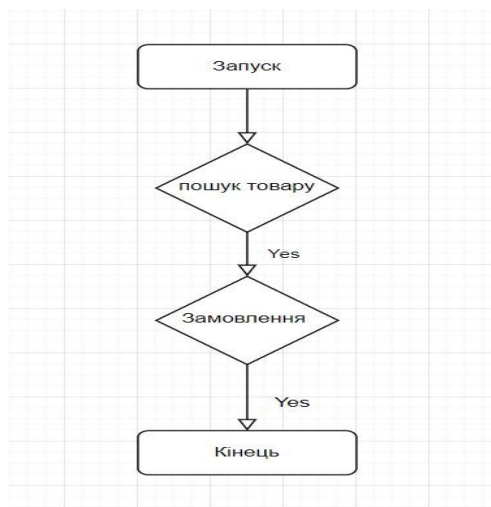 Запуск
пошук товару
Yes
Замовлення
Yes
Кінець